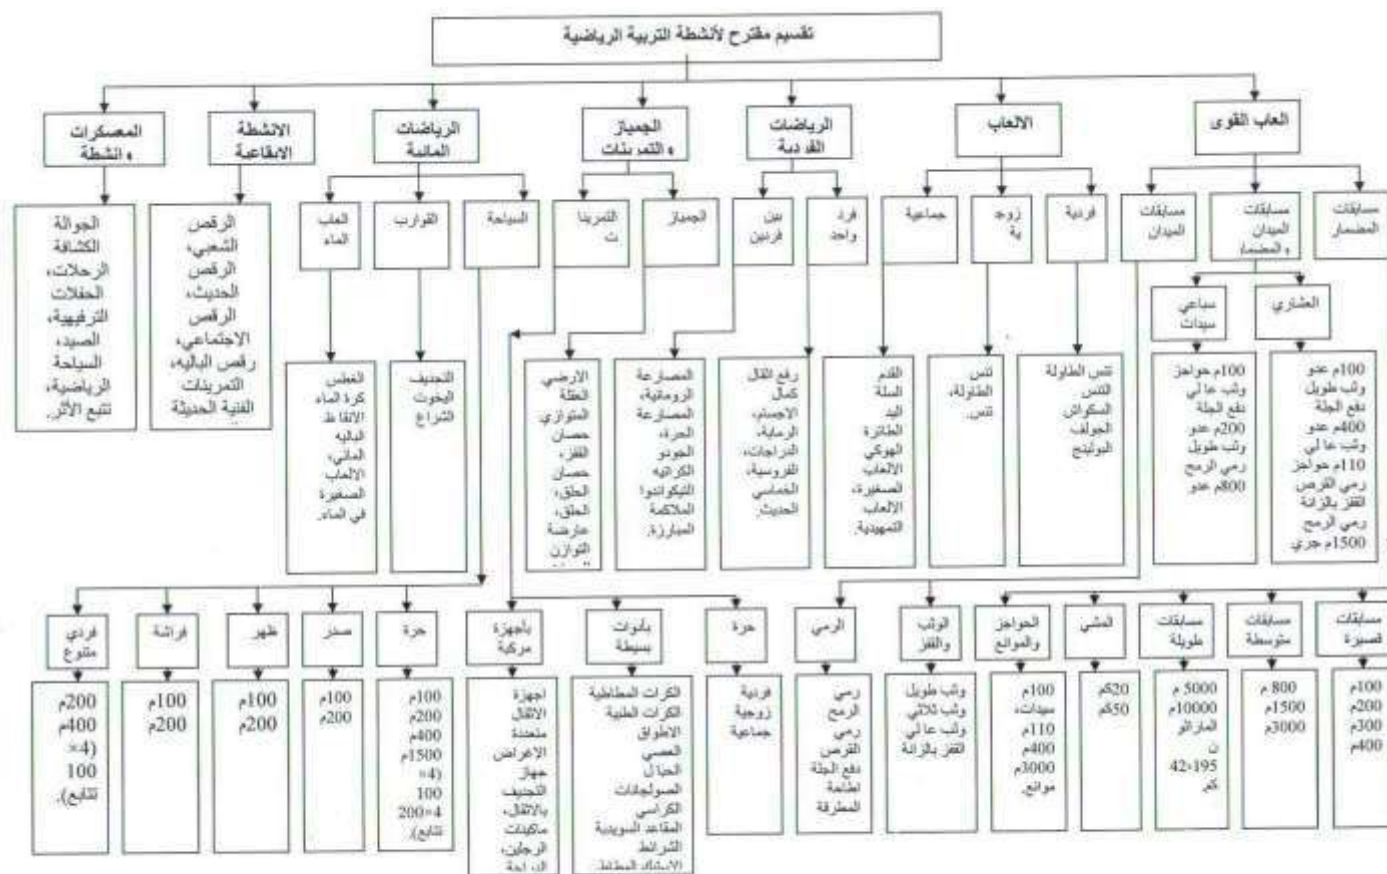 تقسيم مقترح لأنشطة التربية الرياضية
العاب القوى
الالعاب
الرياضات
الفردية
الجمباز
والتمرينات
الرياضات
المائية
الانشطة
الايقاعية
المعسكرات
وانشطة
مسابقات
المضمار
مسابقات
الميدان
والمضمار
مسابقات
الميدان
فردية
زوج
ية
جماعية
فرد
واحد
بين
فردين
الجمباز
التمرينا
ت
السباحة
القوارب
العاب
الماء
الرقص
الشعبي،
الرقص
الحديث،
الرقص
الاجتماعي،
رقص الباليه،
التمرينات
الفنية الحديثة
الجوالة
الكشافة
الرحلات،
الحفلات
الترفيهية،
الصيد،
السياحة
الرياضية،
تتبع الأثر.
العشاري
سباعي
سيدات
100م عدو
وثب طويل
دفع الجلة
400م عدو
وثب عالي
110م حواجز
رمي القرص
القفز بالزانة
رمي الرمح
1500م جري
100م حواجز
وثب عالي
دفع الجلة
200م عدو
وثب طويل
رمي الرمح
800م عدو
تنس الطاولة
التنس
السكواش
الجولف
البولينج
تنس
الطاولة،
تنس.
القدم
السلة
اليد
الطائرة
الهوكي
الالعاب
الصغيرة،
الالعاب
التمهيدية.
رفع القال
كمال
الاجسام،
الرماية،
الدراجات،
الفروسية،
الخماسي
الحديث.
المصارعة
الرومانية،
المصارعة
الحرة،
الجودو
الكراتيه
التيكواندوا
الملاكمة
المبارزة.
الارضي
العقلة
المتوازي
حصان
القفز،
حصان
الحلق،
الحلق،
عارضة
التوازن
التجديف
اليخوت
الشراع
الغطس
كرة الماء
الانقاظ
الباليه
المائي،
الالعاب
الصغيرة
في الماء.
مسابقات
قصيرة
مسابقات
متوسطة
مسابقات
طويلة
المشي
الحواجز
والموانع
الوثب
والقفز
الرمي
حرة
بأدوات
بسيطة
بأجهزة
مركبة
حرة
صدر
ظهر
فراشة
فردي
متنوع
100م
200م
300م
400م
800 م
1500م
3000م
5000 م
10000م
الماراثو
ن
42،195
كم.
20كم
50كم
100م
سيدات،
110م
400م
3000م
موانع.
وثب طويل
وثب ثلاثي
وثب عالي
القفز بالزانة
رمي
الرمح
رمي
القرص
دفع الجلة
اطاحة
المطرقة
فردية
زوجية
جماعية
الكرات المطاطية
الكرات الطبية
الاطواق
العصي
الحبال
الصولجانات
الكراسي
المقاعد السويدية
الشرائط
الاستك المطاط.
اجهزة
الاثقال
متعددة
الاغراض
جهاز
التجديف
بالاثقال،
ماكينات
الرجلين،
الدراجة
100م
200م
400م
1500م
(4×
100
4×200
تتابع).
100م
200م
100م
200م
100م
200م
200م
400م
(4×
100
تتابع).